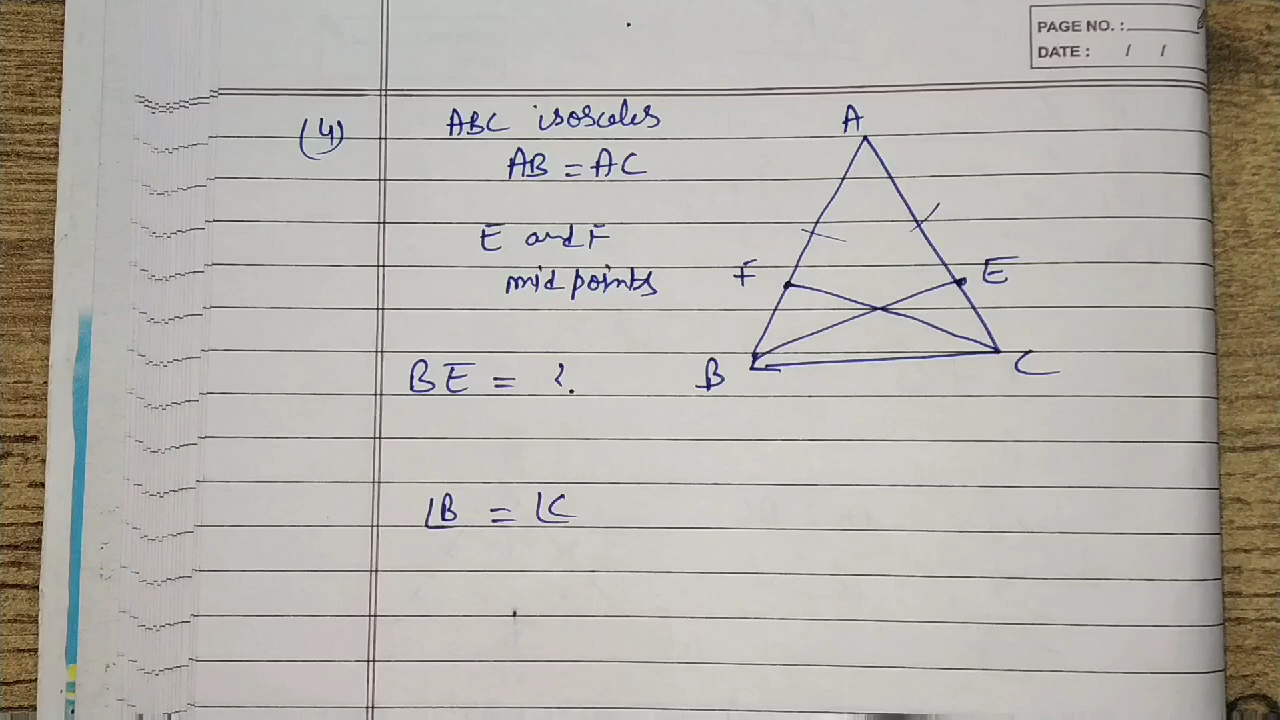 PAGE NO. :
DATE : / /
(4) ABC isosceles
AB = AC
E and F
mid points
BE = ?
∠B = ∠C
A
F
E
B
C